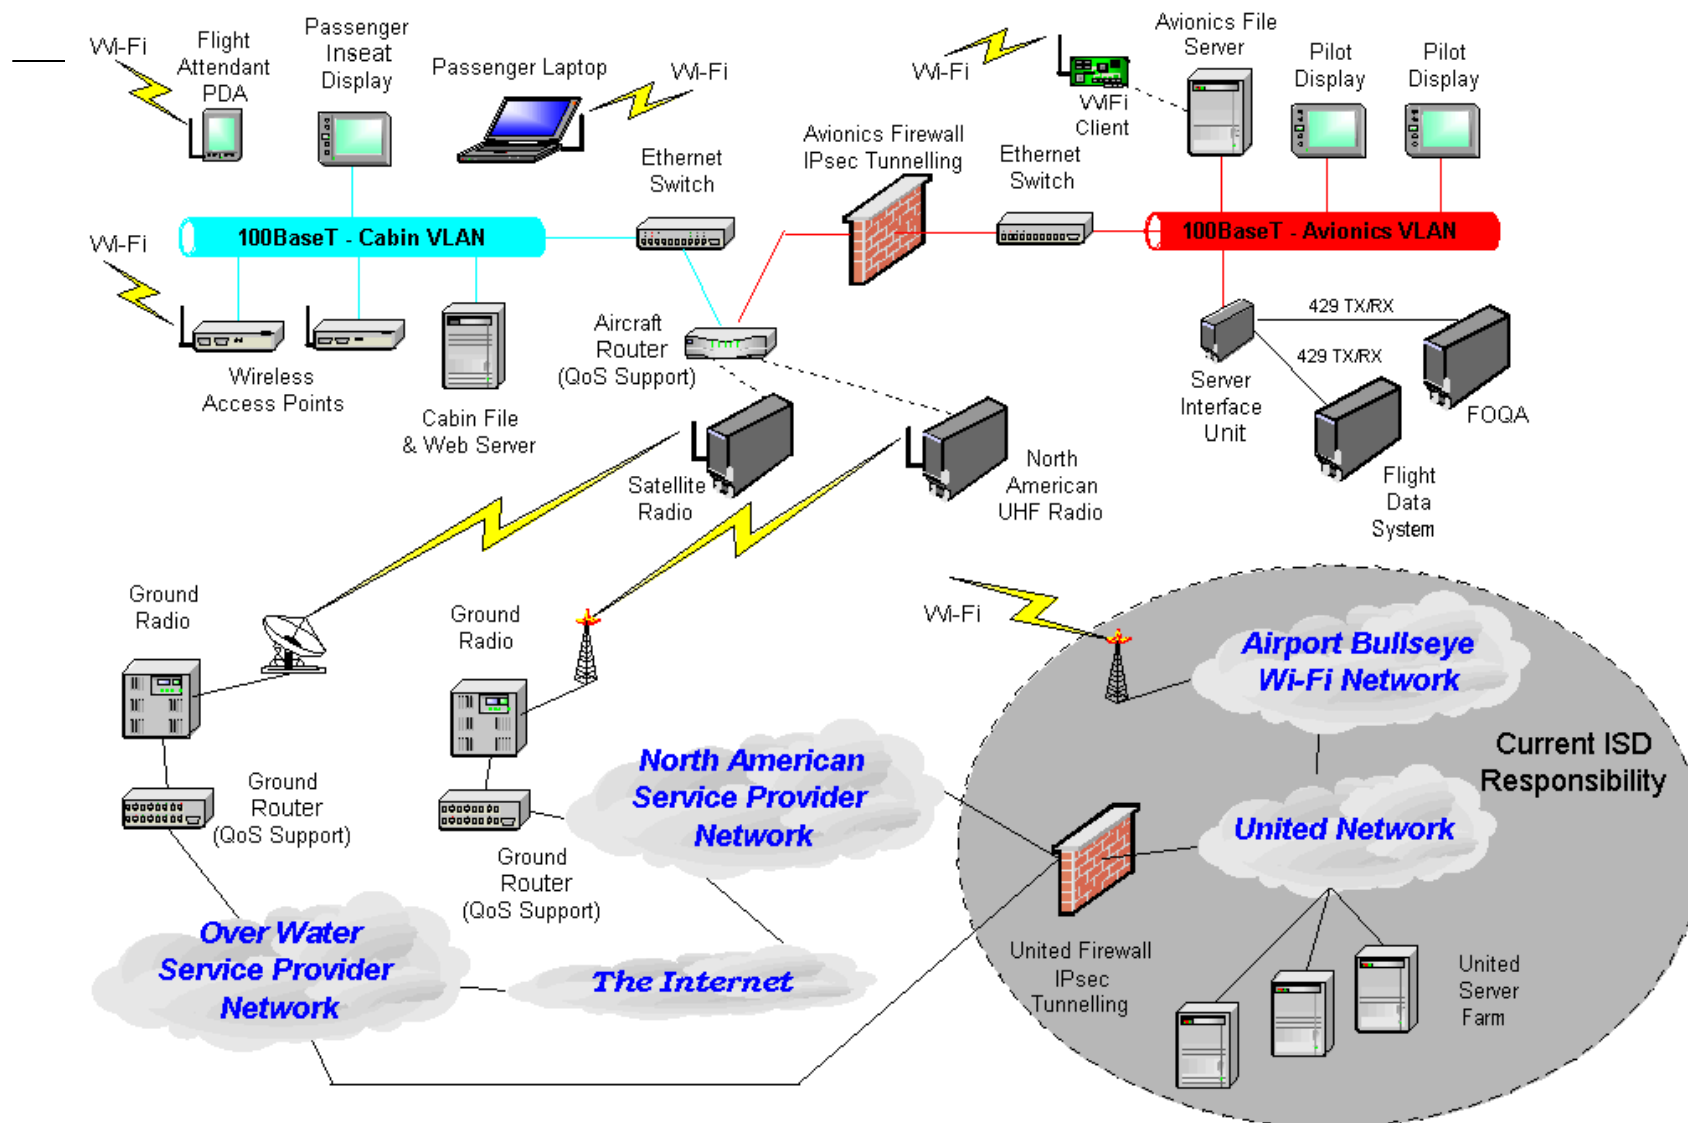 Wi-Fi
Flight
Attendant
PDA
Passenger
Inseat
Display
Passenger Laptop
Wi-Fi
Wi-Fi
WiFi
Client
Avionics File
Server
Pilot
Display
Pilot
Display
Ethernet
Switch
Avionics Firewall
IPsec Tunnelling
Ethernet
Switch
100BaseT - Cabin VLAN
100BaseT - Avionics VLAN
Wi-Fi
Wireless
Access Points
Cabin File
& Web Server
Aircraft
Router
(QoS Support)
429 TX/RX
429 TX/RX
Server
Interface
Unit
FOQA
Flight
Data
System
Satellite
Radio
North
American
UHF Radio
Ground
Radio
Ground
Radio
Wi-Fi
Airport Bullseye
Wi-Fi Network
Current ISD
Responsibility
Ground
Router
(QoS Support)
North American
Service Provider
Network
United Network
Ground
Router
(QoS Support)
Over Water
Service Provider
Network
The Internet
United Firewall
IPsec
Tunnelling
United
Server
Farm